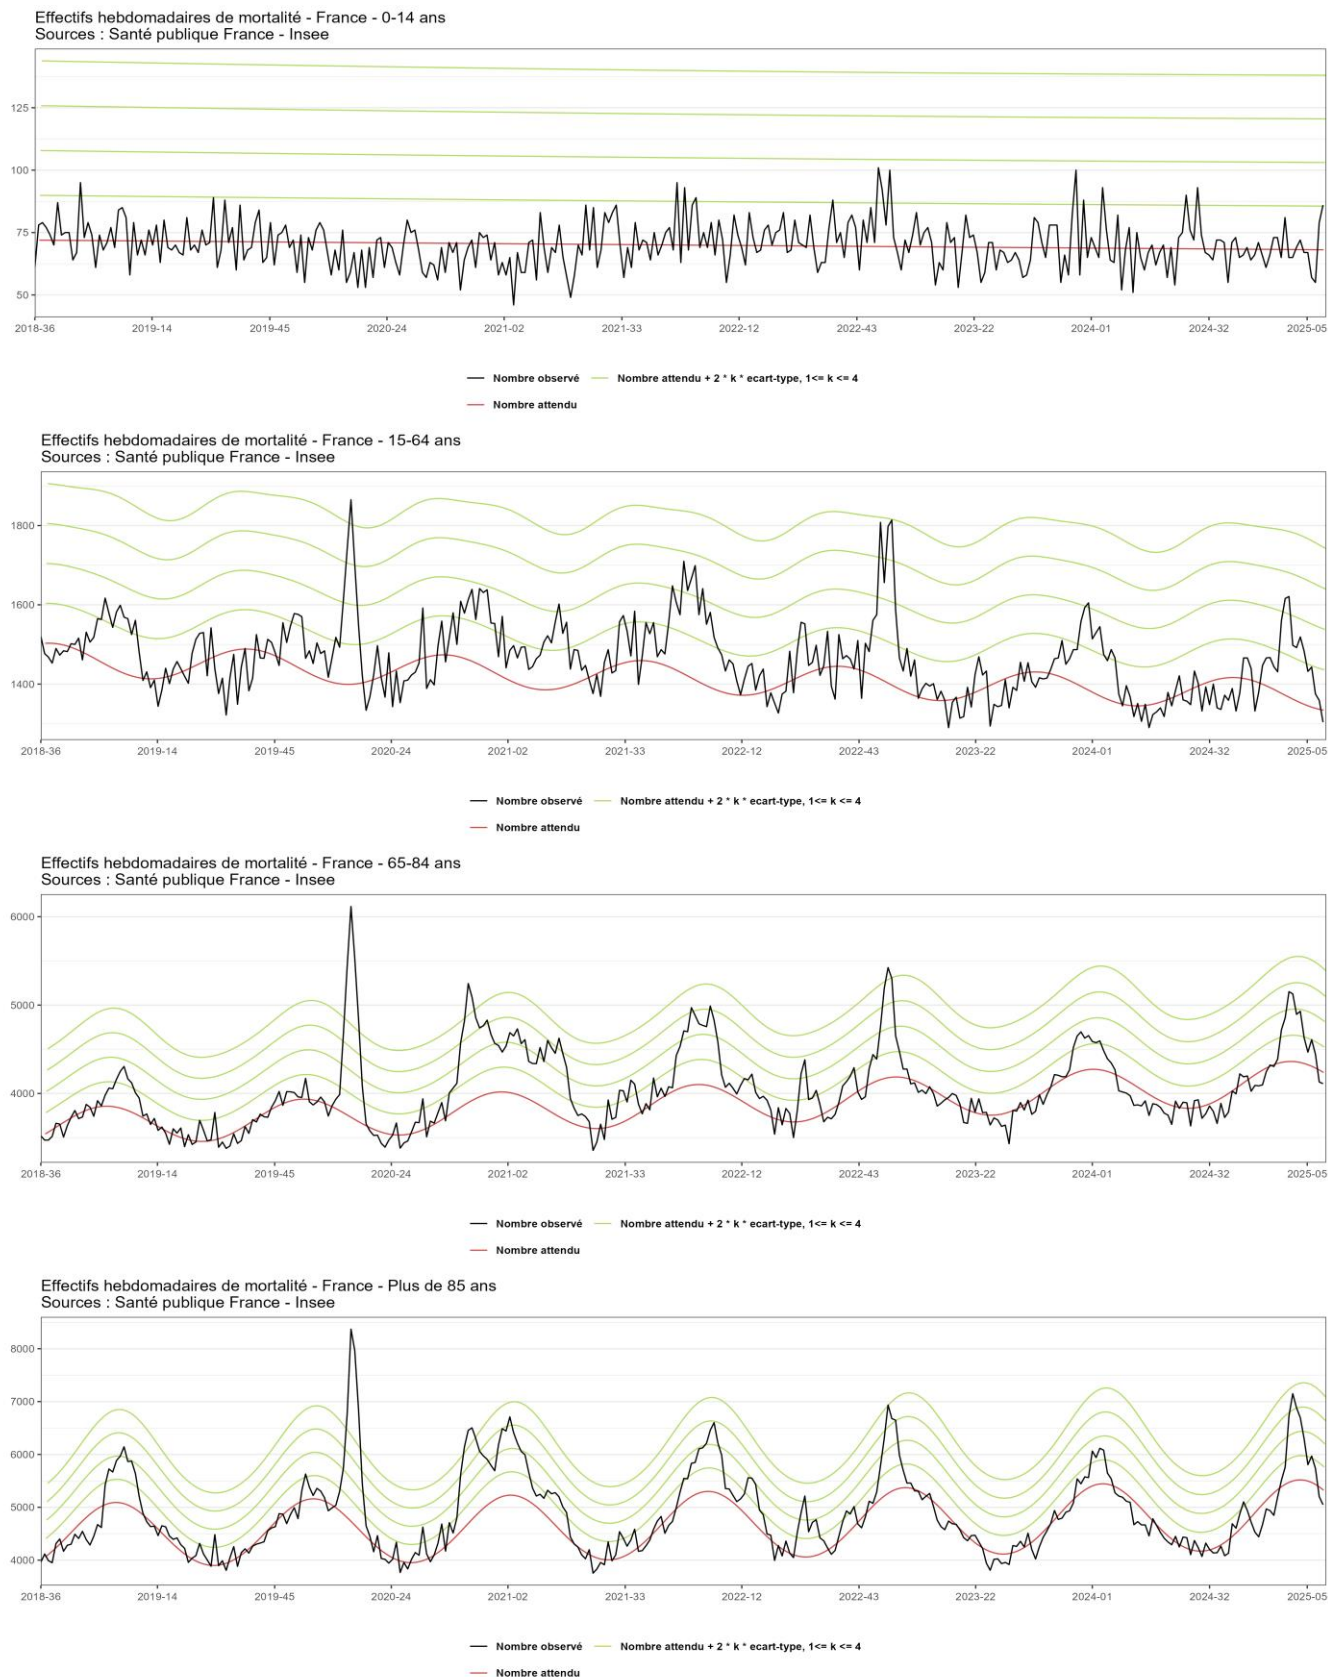 Effectifs hebdomadaires de mortalité - France - 0-14 ans
Sources : Santé publique France - Insee
125
100
75
50
2018-36 2019-14 2019-45 2020-24 2021-02 2021-33 2022-12 2022-43 2023-22 2024-01 2024-32 2025-05
Nombre observé Nombre attendu + 2 * k * ecart-type, 1<= k <= 4
Nombre attendu
Effectifs hebdomadaires de mortalité - France - 15-64 ans
Sources : Santé publique France - Insee
1800
1600
1400
2018-36 2019-14 2019-45 2020-24 2021-02 2021-33 2022-12 2022-43 2023-22 2024-01 2024-32 2025-05
Nombre observé Nombre attendu + 2 * k * ecart-type, 1<= k <= 4
Nombre attendu
Effectifs hebdomadaires de mortalité - France - 65-84 ans
Sources : Santé publique France - Insee
6000
5000
4000
2018-36 2019-14 2019-45 2020-24 2021-02 2021-33 2022-12 2022-43 2023-22 2024-01 2024-32 2025-05
Nombre observé Nombre attendu + 2 * k * ecart-type, 1<= k <= 4
Nombre attendu
Effectifs hebdomadaires de mortalité - France - Plus de 85 ans
Sources : Santé publique France - Insee
8000
7000
6000
5000
4000
2018-36 2019-14 2019-45 2020-24 2021-02 2021-33 2022-12 2022-43 2023-22 2024-01 2024-32 2025-05
Nombre observé Nombre attendu + 2 * k * ecart-type, 1<= k <= 4
Nombre attendu